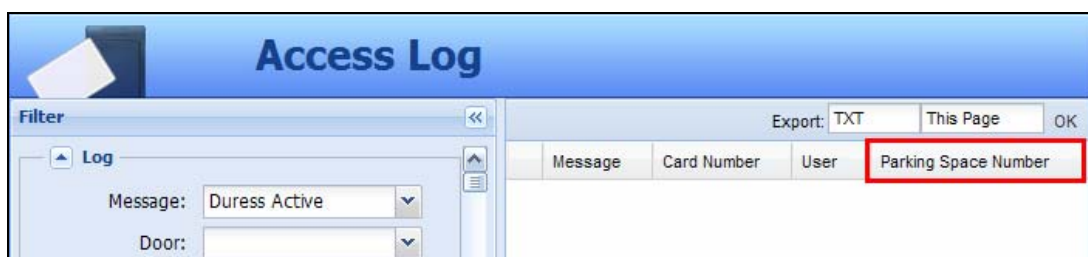 Access Log
Filter
Export: TXT This Page OK
Log
Message Card Number User Parking Space Number
Message: Duress Active
Door: